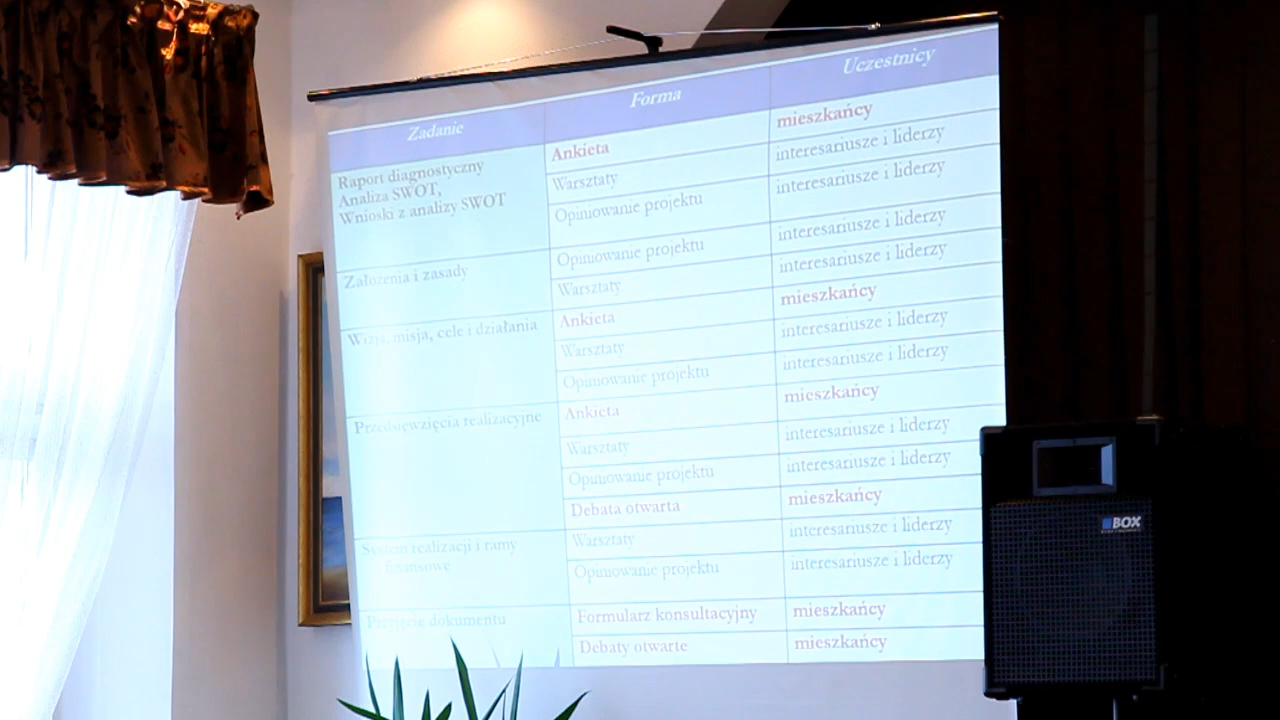 Zadanie Forma Uczestnicy
Raport diagnostyczny
Analiza SWOT,
Wnioski z analizy SWOT
Ankieta mieszkańcy
Warsztaty interesariusze i liderzy
Opiniowanie projektu interesariusze i liderzy
Założenia i zasady
Opiniowanie projektu interesariusze i liderzy
Warsztaty interesariusze i liderzy
Wizja, misja, cele i działania
Ankieta mieszkańcy
Warsztaty interesariusze i liderzy
Opiniowanie projektu interesariusze i liderzy
Przedsięwzięcia realizacyjne
Ankieta mieszkańcy
Warsztaty interesariusze i liderzy
Opiniowanie projektu interesariusze i liderzy
Debata otwarta mieszkańcy
System realizacji i ramy
finansowe
Warsztaty interesariusze i liderzy
Opiniowanie projektu interesariusze i liderzy
Przyjęcie dokumentu
Formularz konsultacyjny mieszkańcy
Debaty otwarte mieszkańcy
BOX